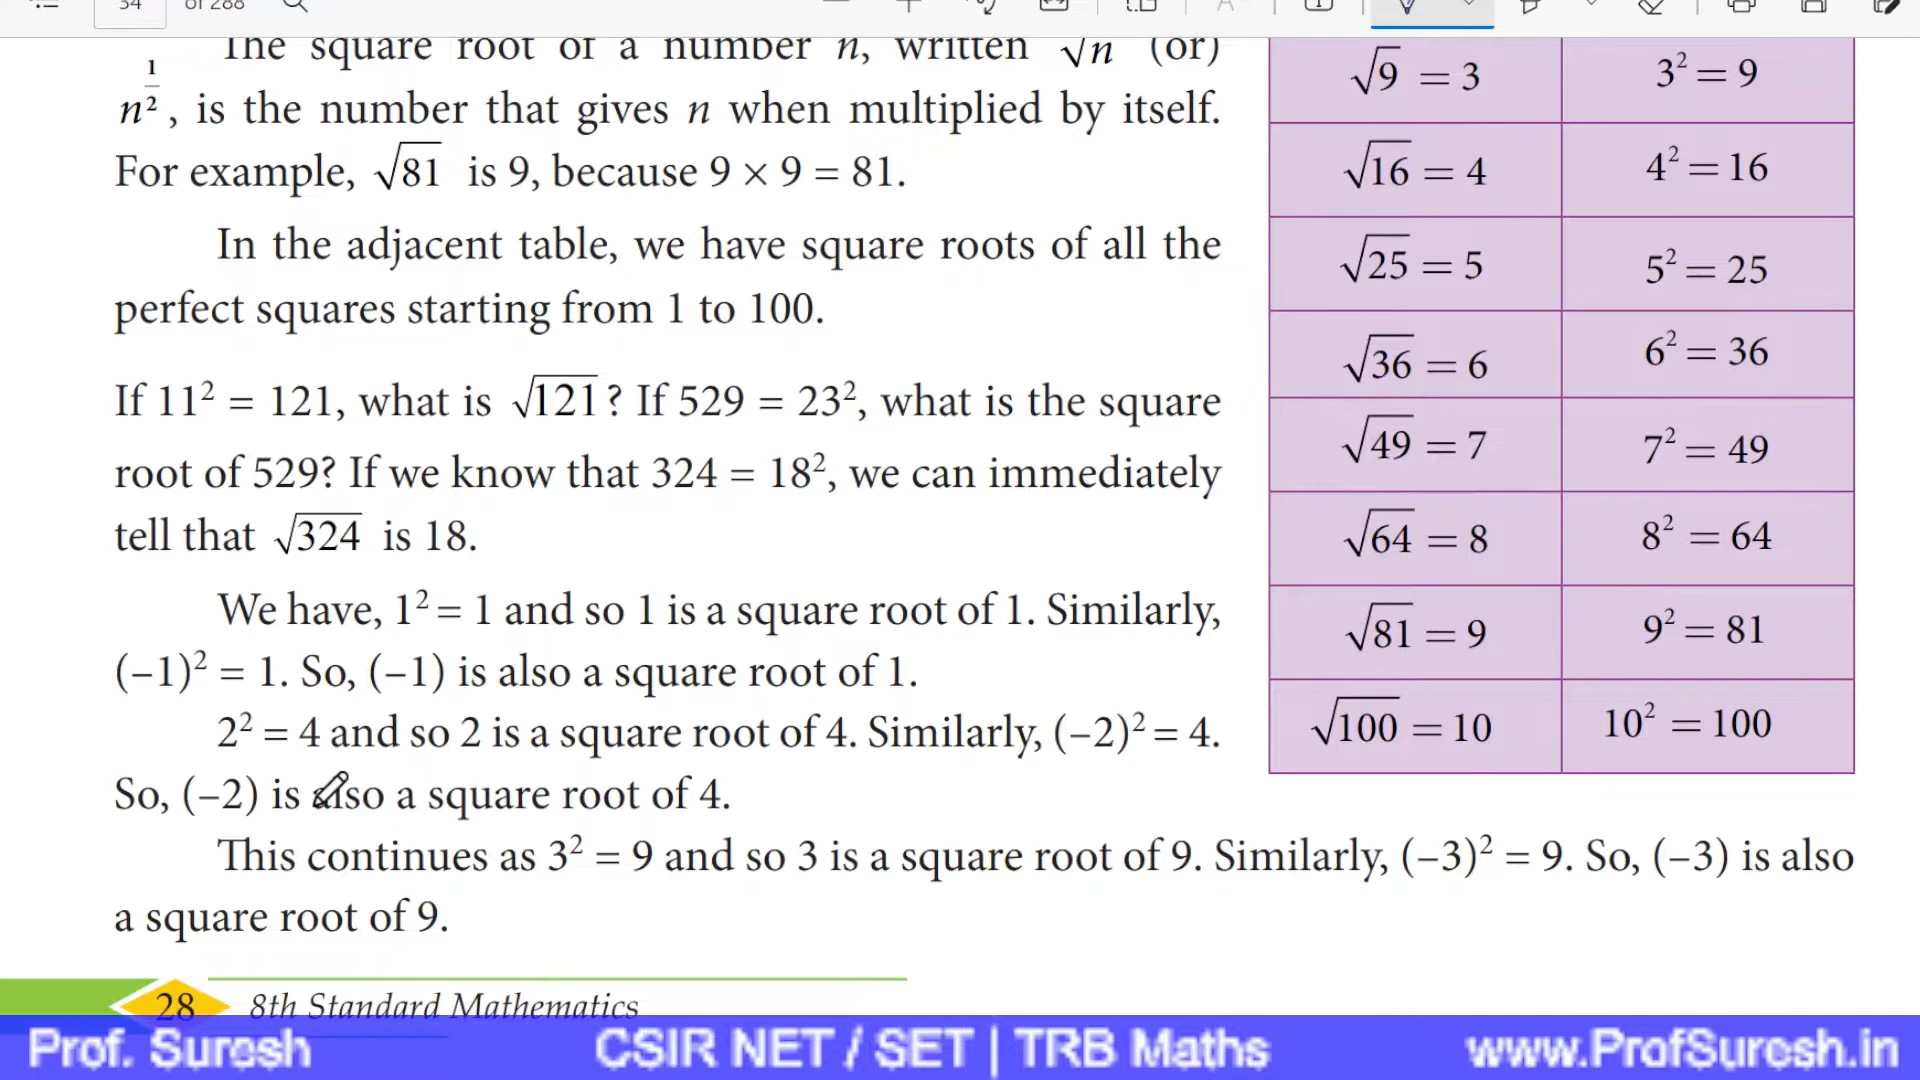 34 of 288
The square root of a number n, written √n (or)
n^{1/2}, is the number that gives n when multiplied by itself.
For example, √81 is 9, because 9 × 9 = 81.
In the adjacent table, we have square roots of all the
perfect squares starting from 1 to 100.
If 11² = 121, what is √121? If 529 = 23², what is the square
root of 529? If we know that 324 = 18², we can immediately
tell that √324 is 18.
We have, 1² = 1 and so 1 is a square root of 1. Similarly,
(–1)² = 1. So, (–1) is also a square root of 1.
2² = 4 and so 2 is a square root of 4. Similarly, (–2)² = 4.
So, (–2) is also a square root of 4.
√9 = 3 3² = 9
√16 = 4 4² = 16
√25 = 5 5² = 25
√36 = 6 6² = 36
√49 = 7 7² = 49
√64 = 8 8² = 64
√81 = 9 9² = 81
√100 = 10 10² = 100
This continues as 3² = 9 and so 3 is a square root of 9. Similarly, (–3)² = 9. So, (–3) is also
a square root of 9.
28 8th Standard Mathematics
Prof. Suresh CSIR NET / SET | TRB Maths www.ProfSuresh.in